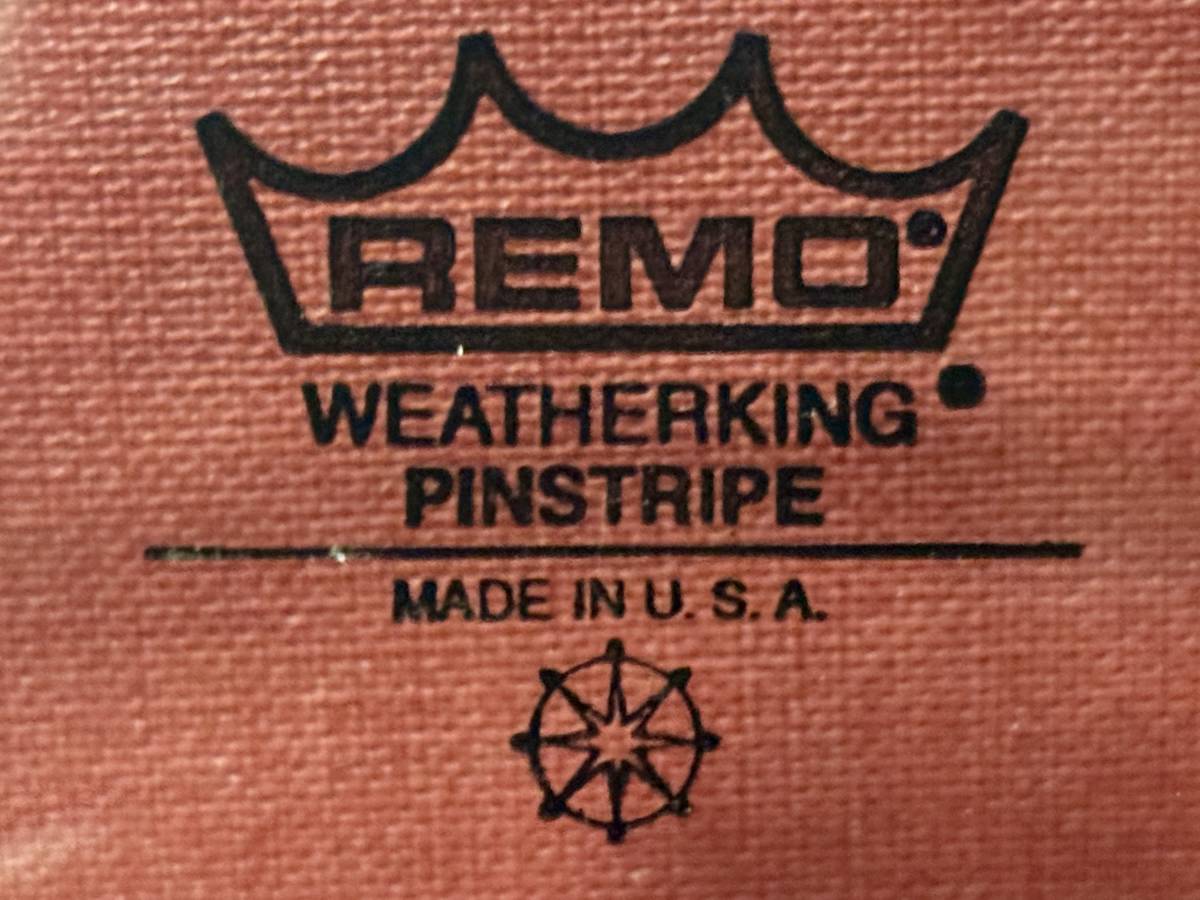 REMO
WEATHERKING
PINSTRIPE
MADE IN U. S. A.